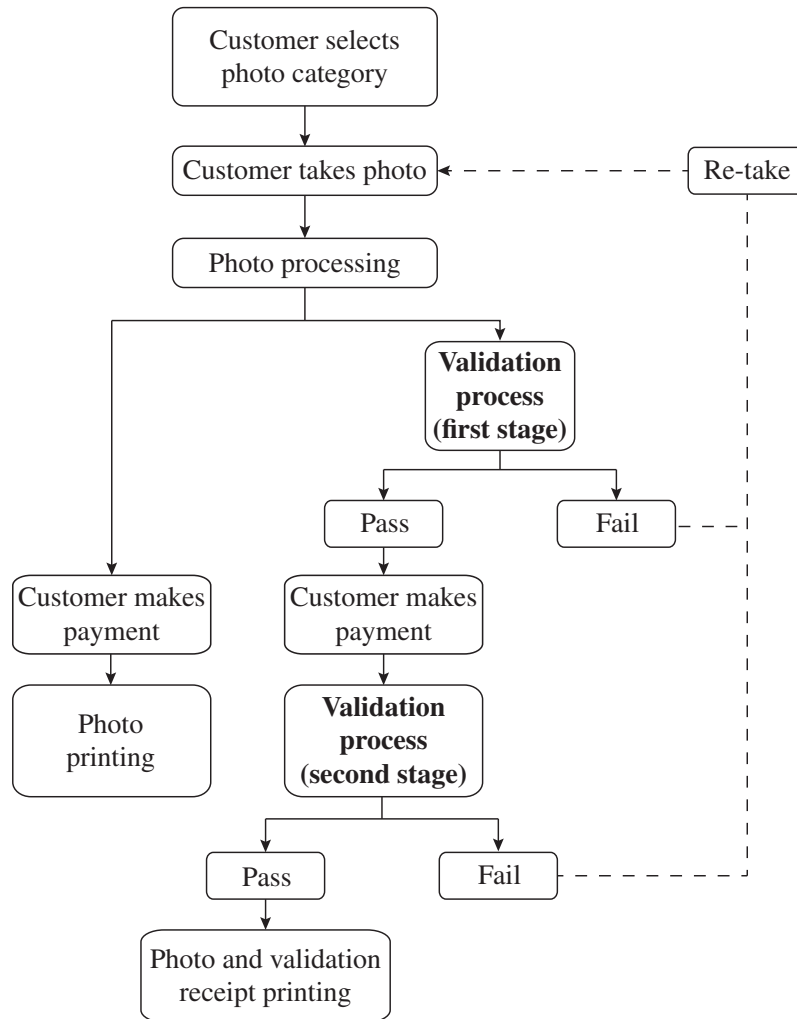 Customer selects
photo category
Customer takes photo
Re-take
Photo processing
Validation
process
(first stage)
Pass
Fail
Customer makes
payment
Customer makes
payment
Photo
printing
Validation
process
(second stage)
Pass
Fail
Photo and validation
receipt printing